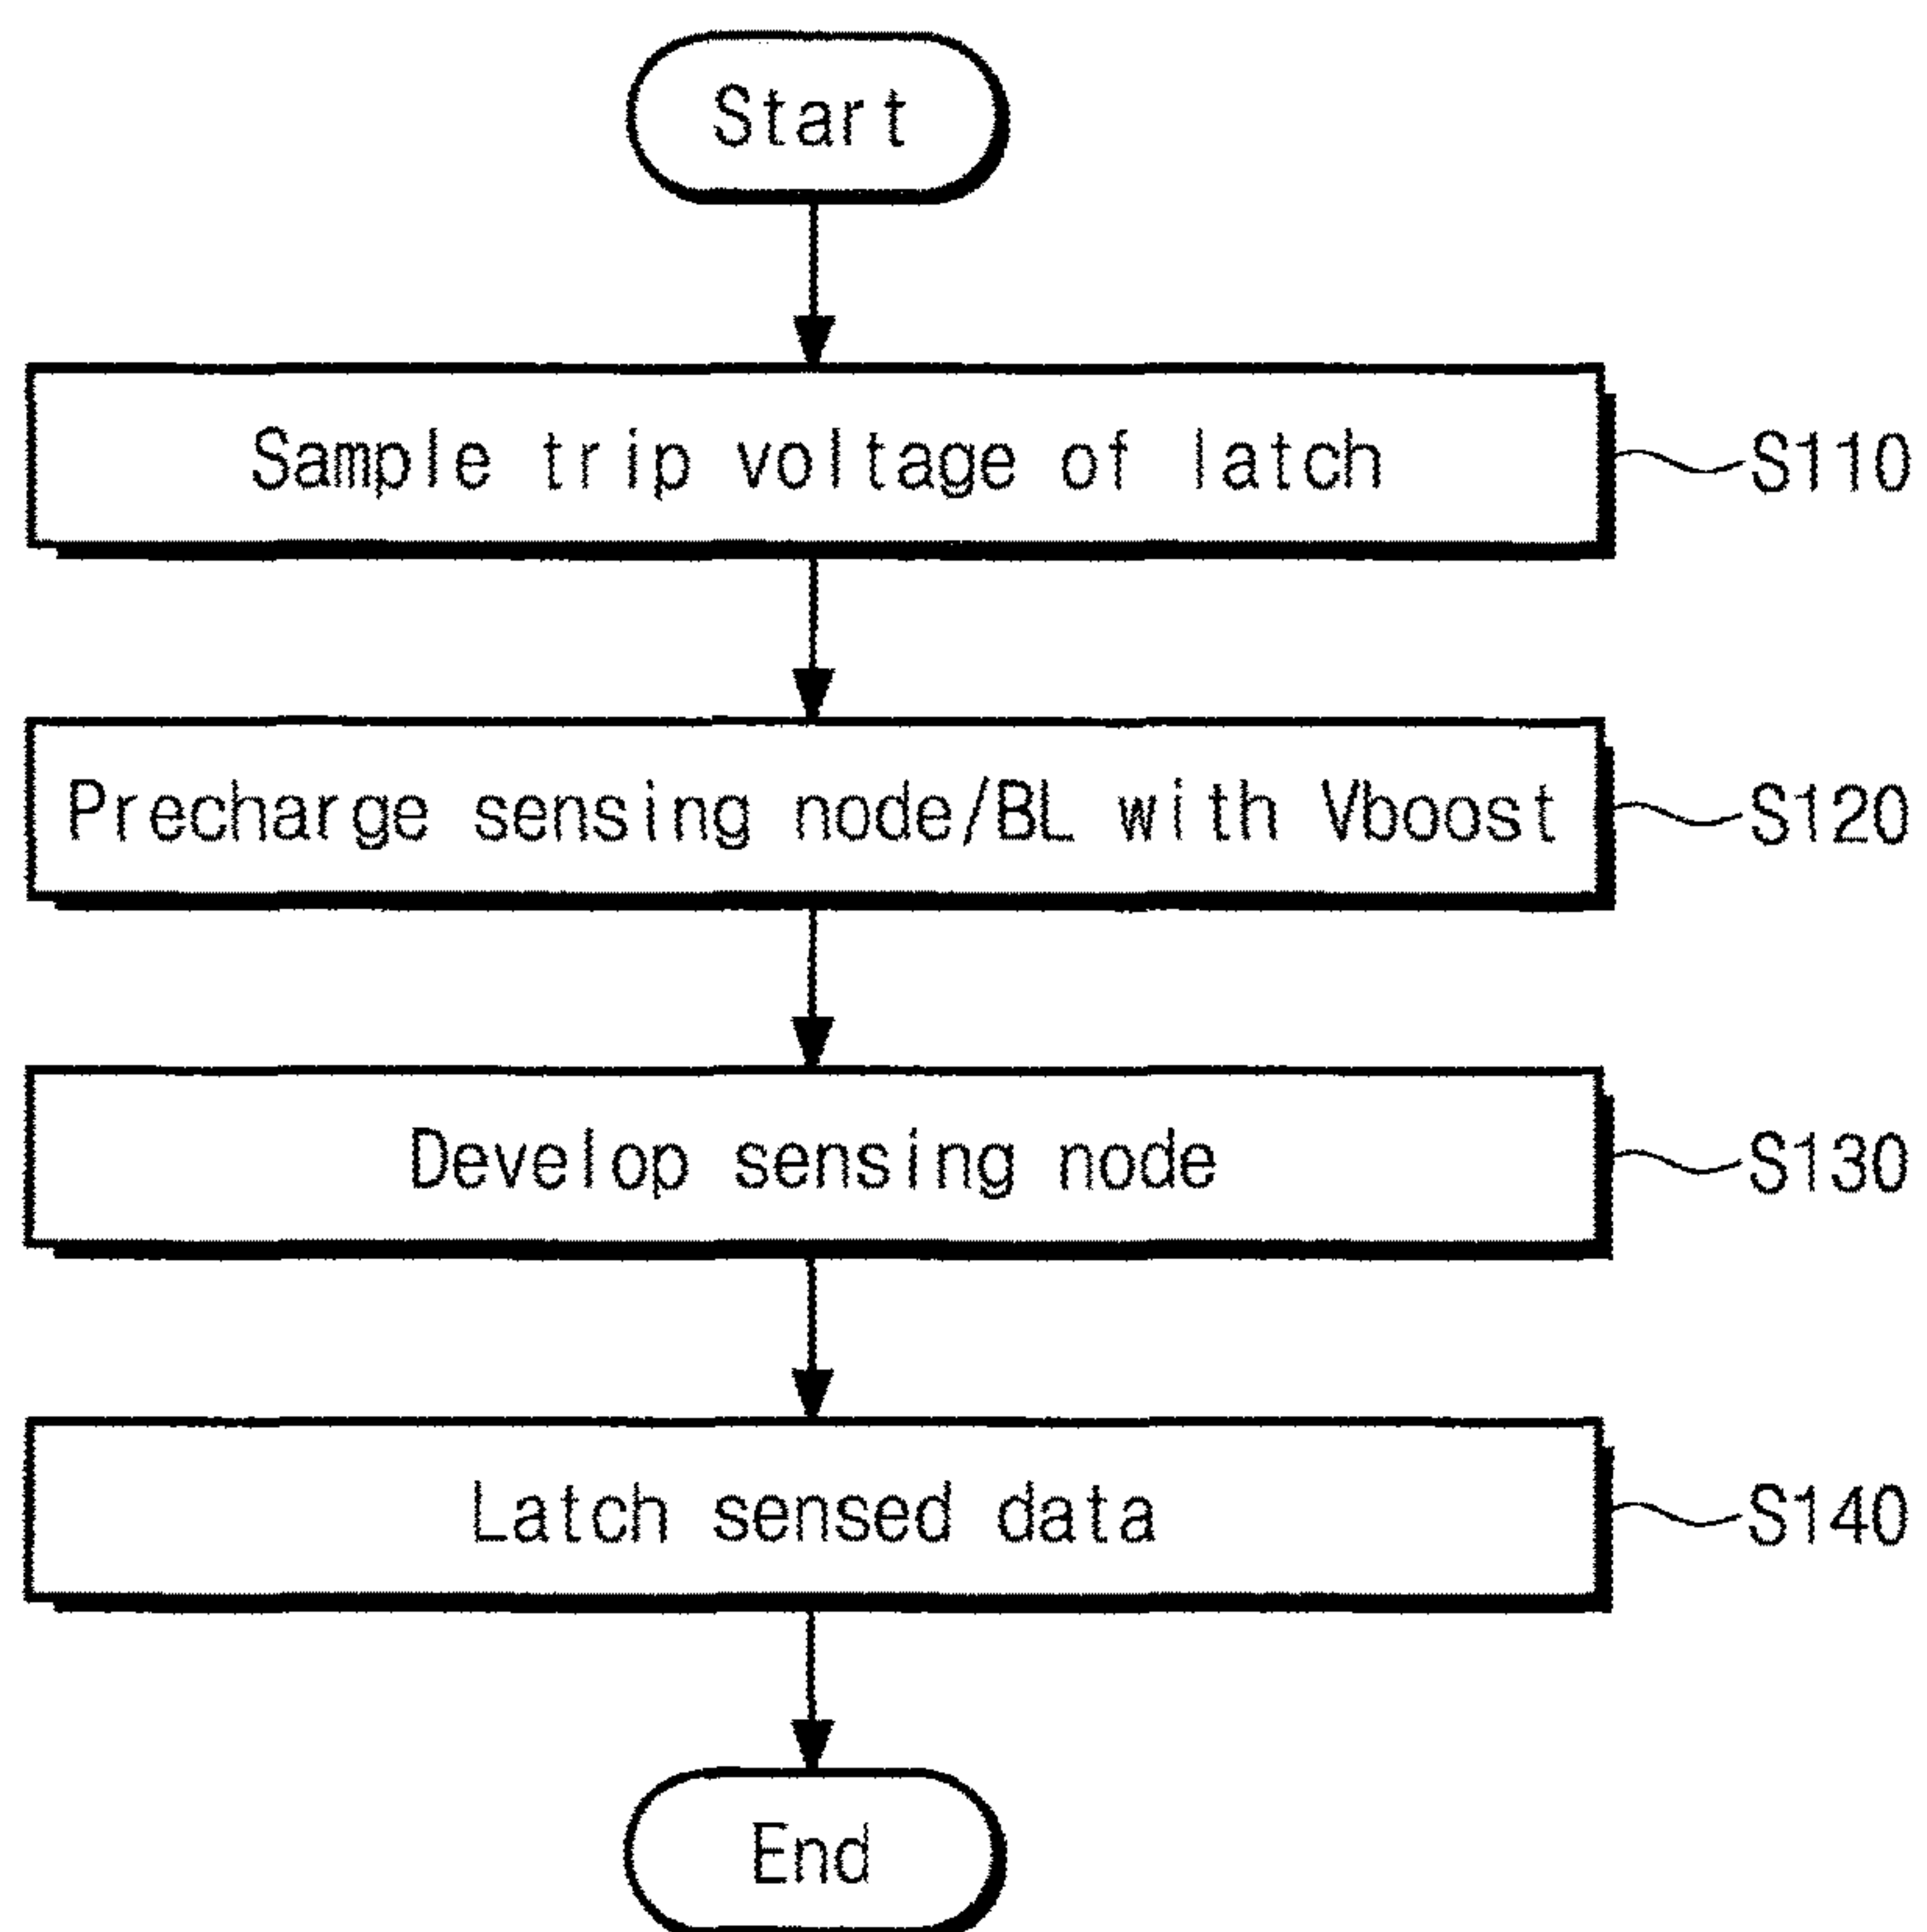 Start
Sample trip voltage of latch
S110
Precharge sensing node/BL with Vboost
S120
Develop sensing node
S130
Latch sensed data
S140
End